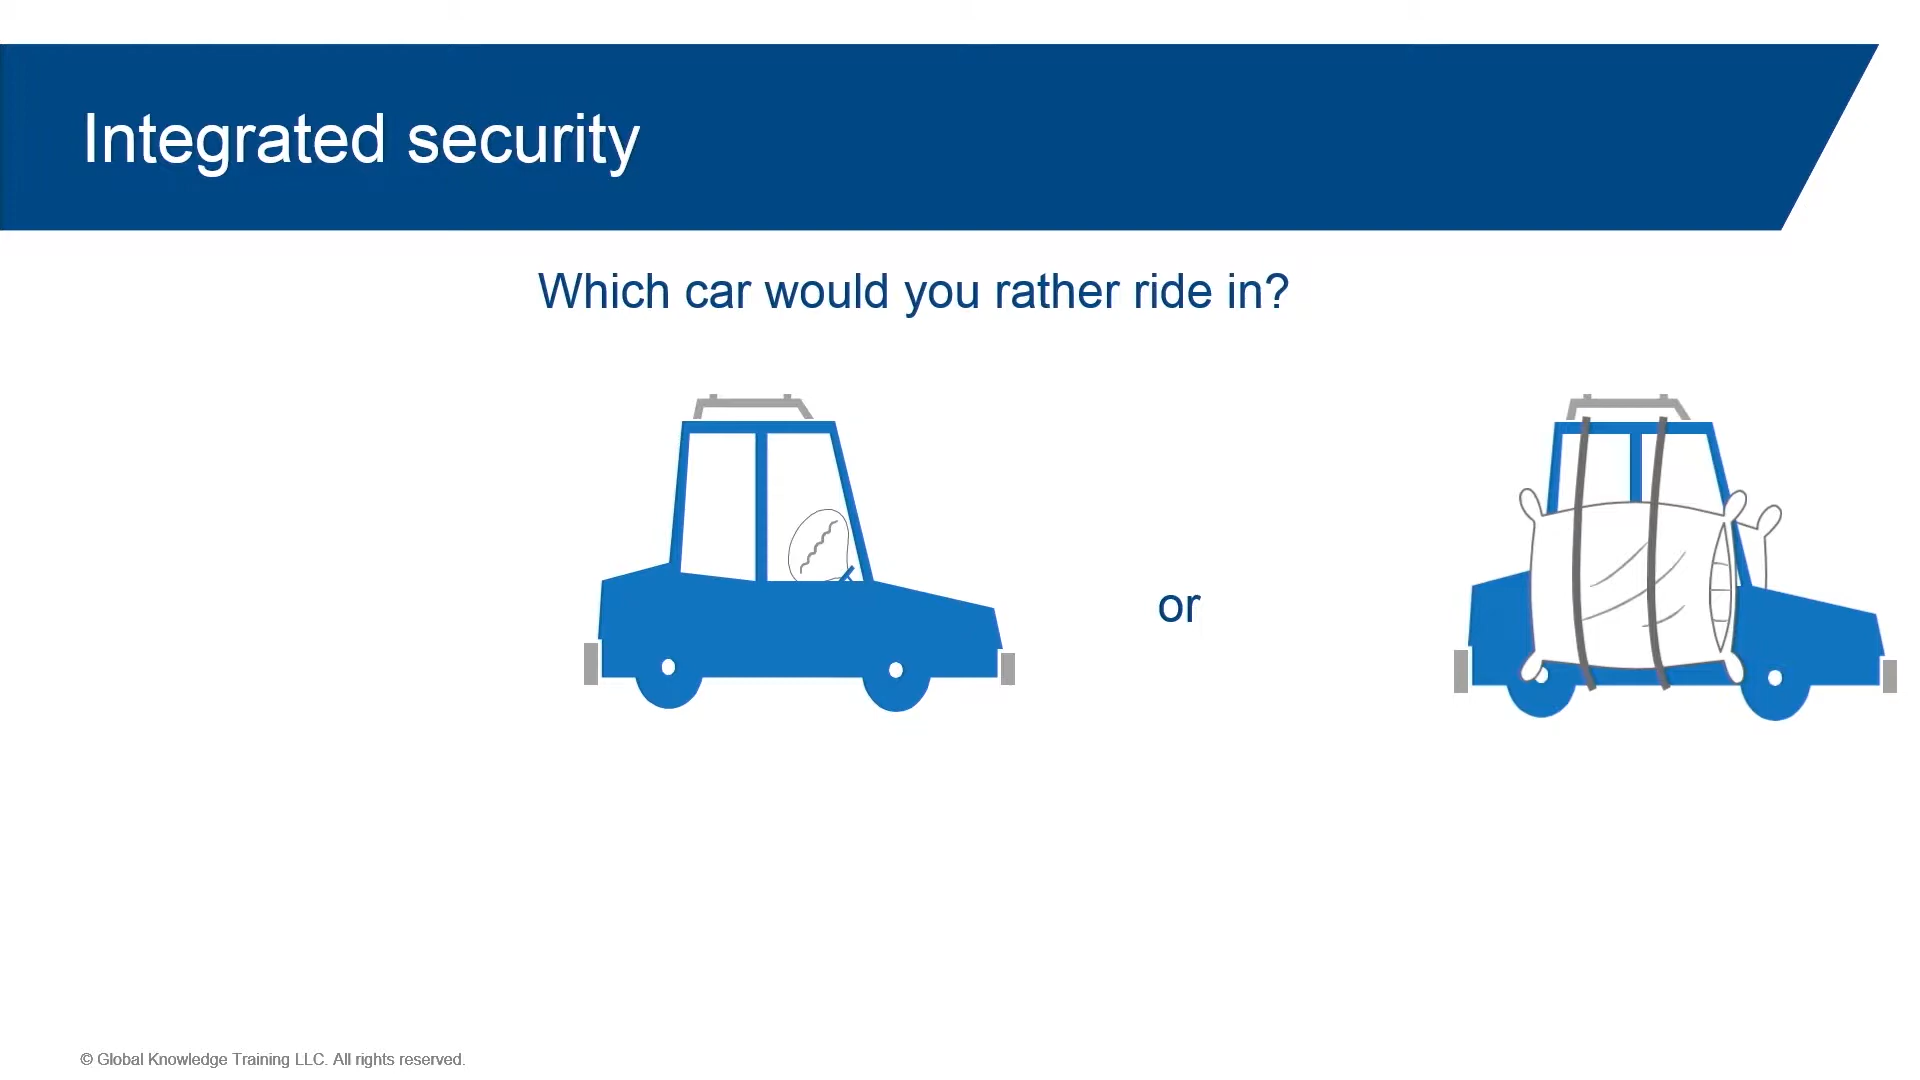 Integrated security
Which car would you rather ride in?
or
© Global Knowledge Training LLC. All rights reserved.